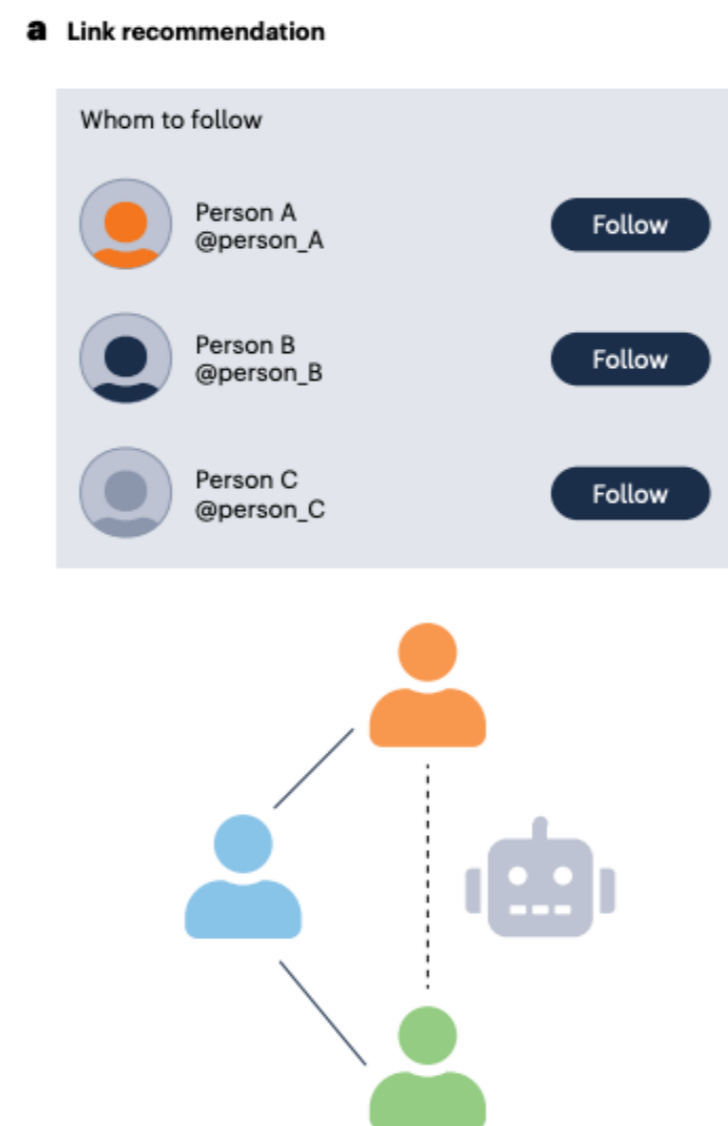 a Link recommendation
Whom to follow
Person A
@person_A
Follow
Person B
@person_B
Follow
Person C
@person_C
Follow